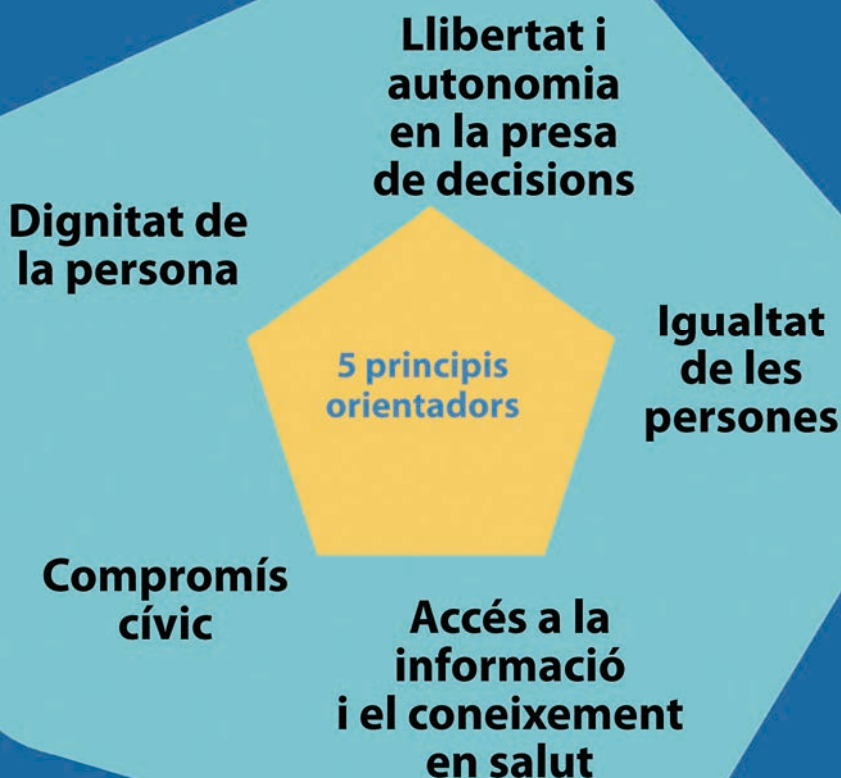 Llibertat i
autonomia
en la presa
de decisions
Dignitat de
la persona
Igualtat
de les
persones
5 principis
orientadors
Compromís
cívic
Accés a la
informació
i el coneixement
en salut